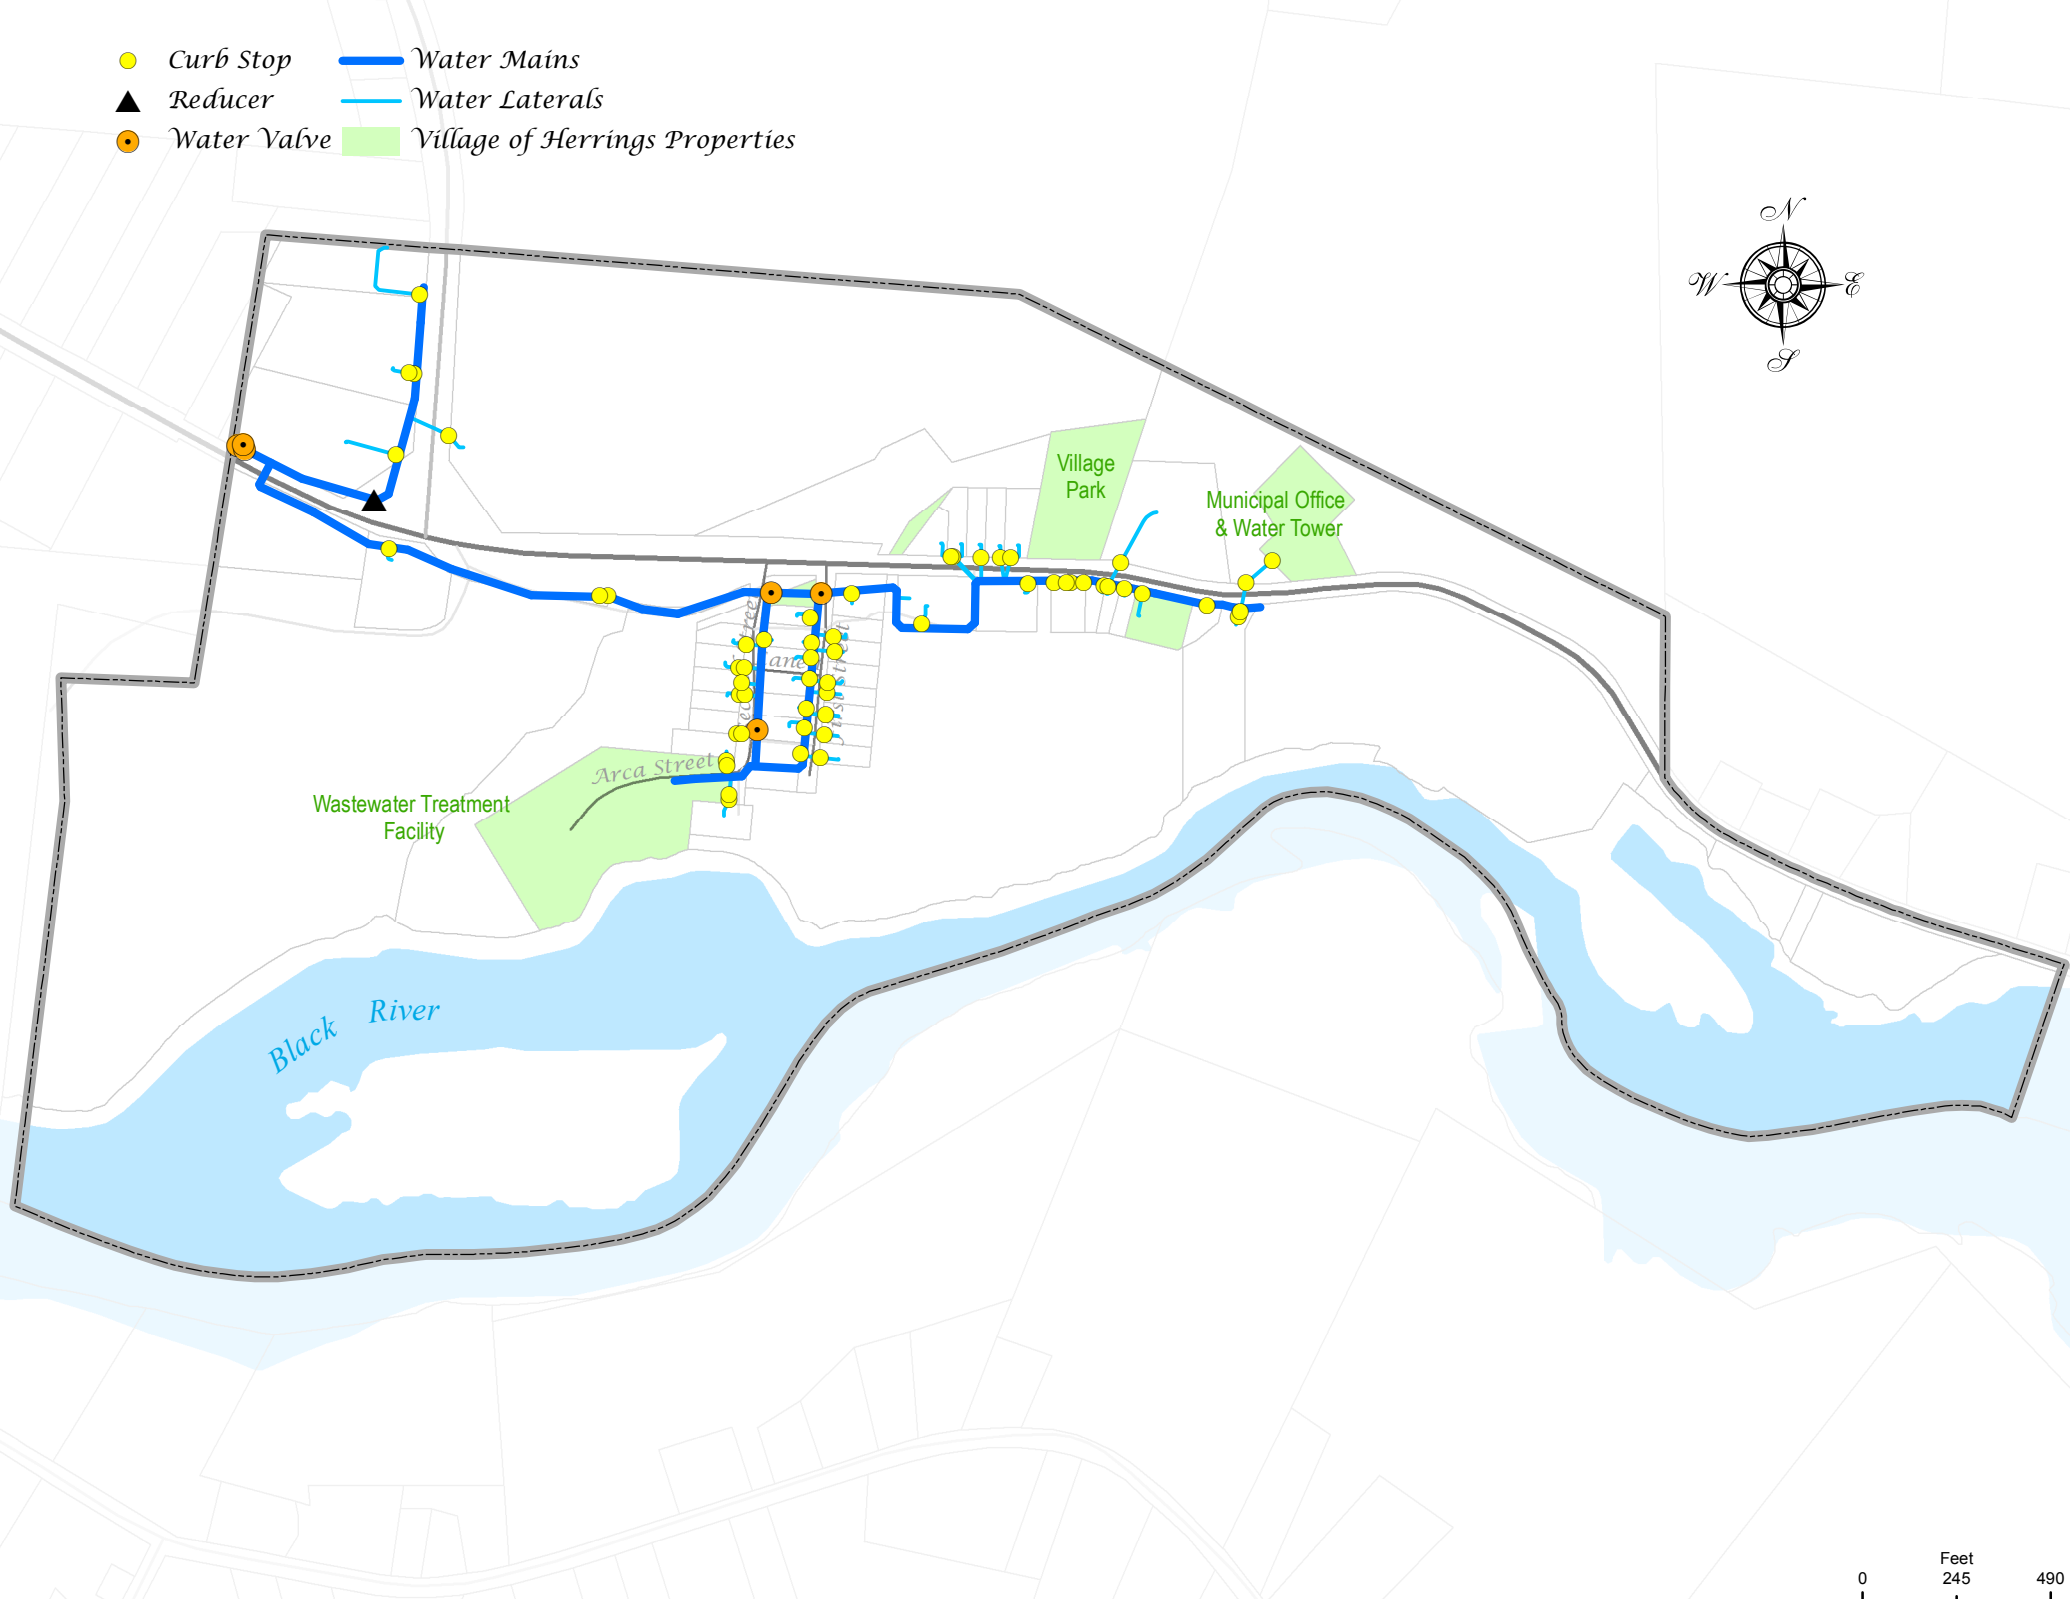 Curb Stop
Water Mains
Reducer
Water Laterals
Water Valve
Village of Herrings Properties
N
W
E
S
Village
Park
Municipal Office
& Water Tower
Arca Street
Wastewater Treatment
Facility
Black River
Feet
0 245 490